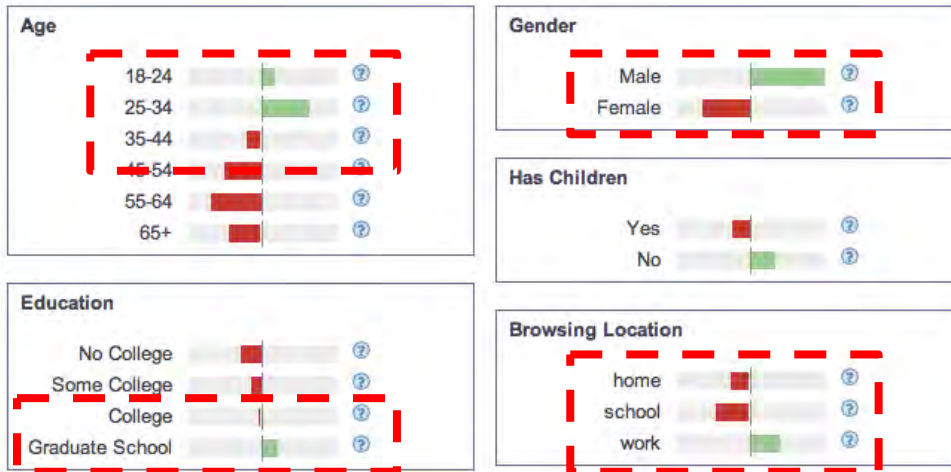 Age
18-24 ?
25-34 ?
35-44 ?
45-54 ?
55-64 ?
65+ ?
Education
No College ?
Some College ?
College ?
Graduate School ?
Gender
Male ?
Female ?
Has Children
Yes ?
No ?
Browsing Location
home ?
school ?
work ?